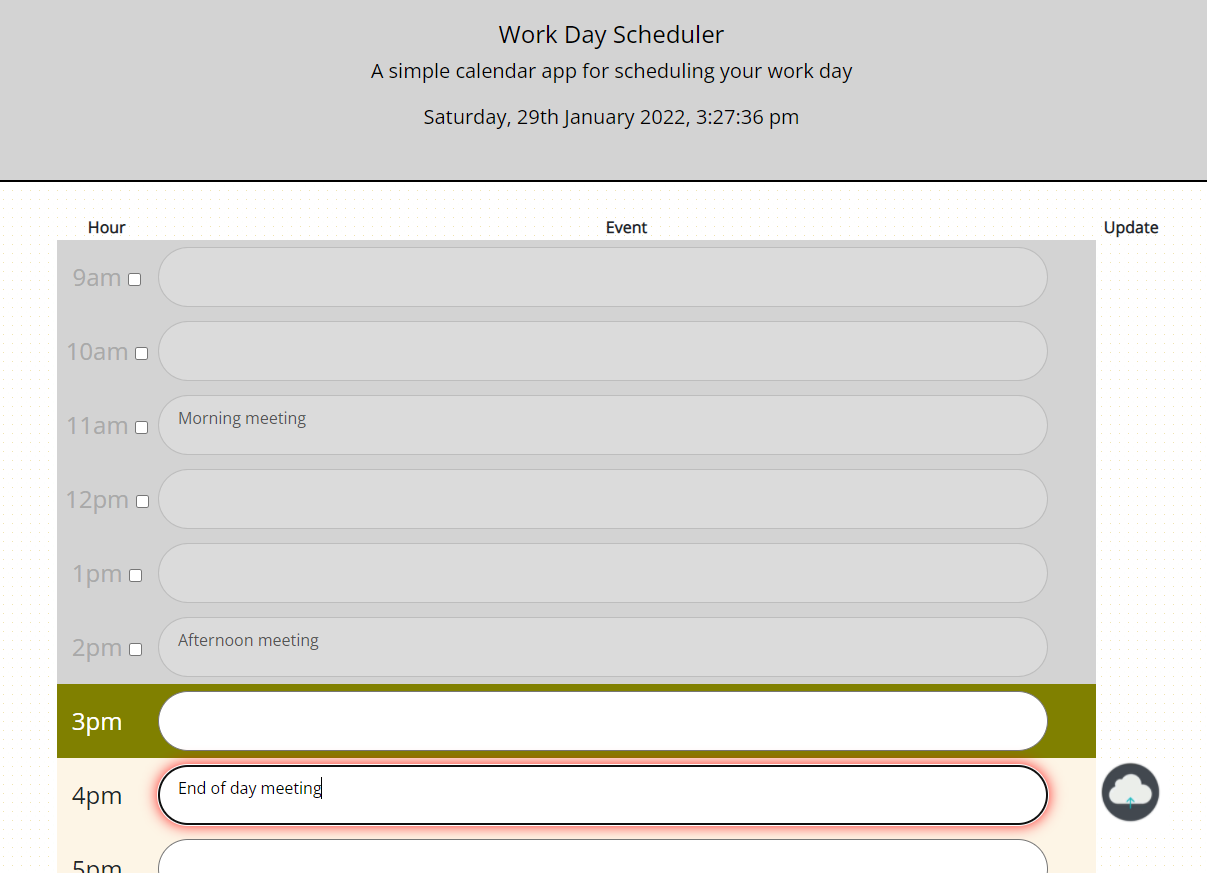 Work Day Scheduler
A simple calendar app for scheduling your work day
Saturday, 29th January 2022, 3:27:36 pm
Hour Event Update
9am
10am
11am Morning meeting
12pm
1pm
2pm Afternoon meeting
3pm
4pm End of day meeting
5pm